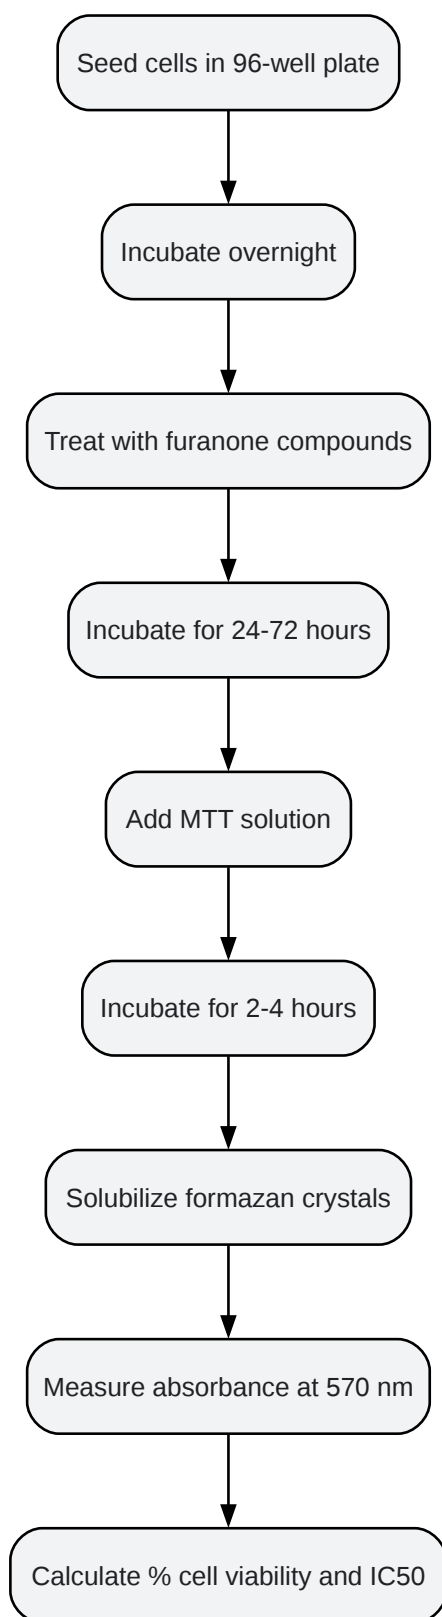 Seed cells in 96-well plate
Incubate overnight
Treat with furanone compounds
Incubate for 24-72 hours
Add MTT solution
Incubate for 2-4 hours
Solubilize formazan crystals
Measure absorbance at 570 nm
Calculate % cell viability and IC50